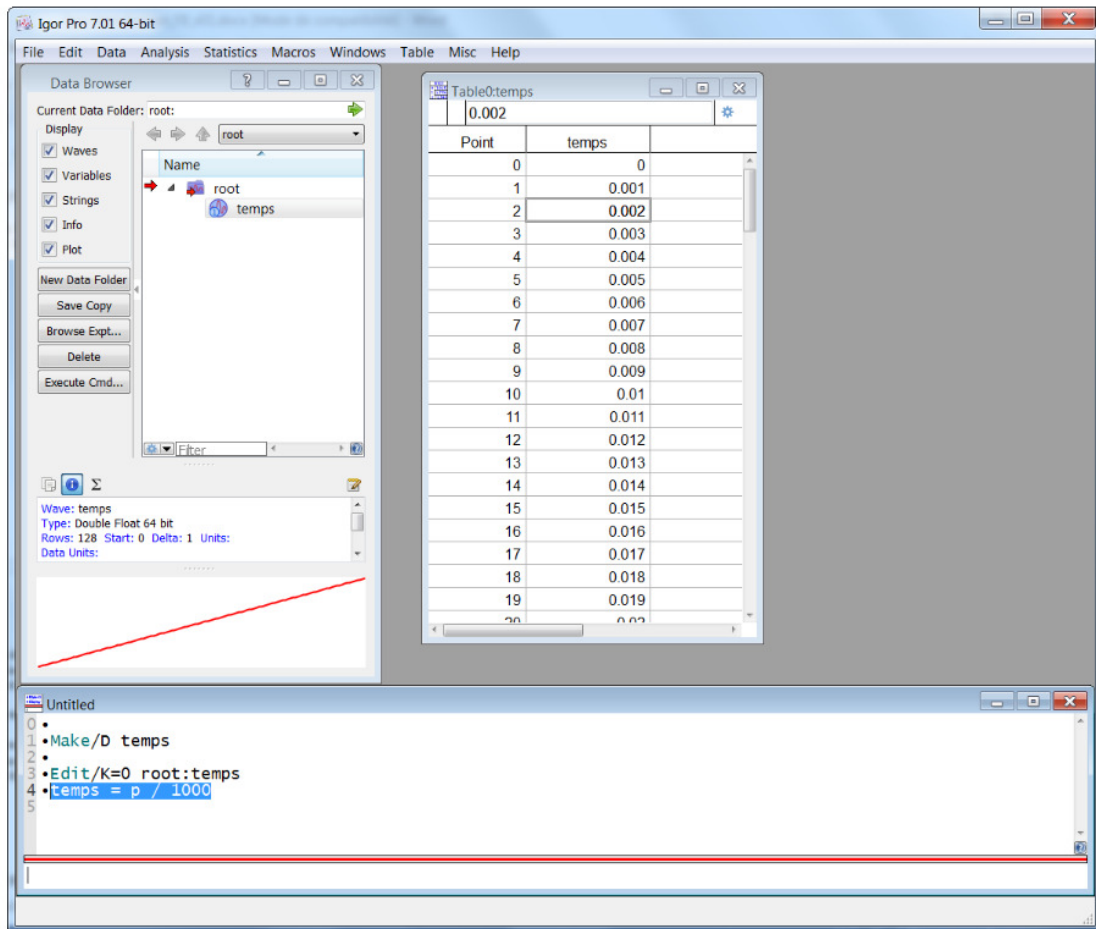 Igor Pro 7.01 64-bit
File Edit Data Analysis Statistics Macros Windows Table Misc Help
Data Browser
Current Data Folder: root:
Display
root
Waves
Variables
Strings
Info
Plot
New Data Folder
Save Copy
Browse Expt...
Delete
Execute Cmd...
Name
root
temps
Filter
Wave: temps
Type: Double Float 64 bit
Rows: 128 Start: 0 Delta: 1 Units:
Data Units:
Table0:temps
0.002
Point temps
0 0
1 0.001
2 0.002
3 0.003
4 0.004
5 0.005
6 0.006
7 0.007
8 0.008
9 0.009
10 0.01
11 0.011
12 0.012
13 0.013
14 0.014
15 0.015
16 0.016
17 0.017
18 0.018
19 0.019
20 0.02
Untitled
0 •
1 •Make/D temps
2 •
3 •Edit/K=0 root:temps
4 •temps = p / 1000
5